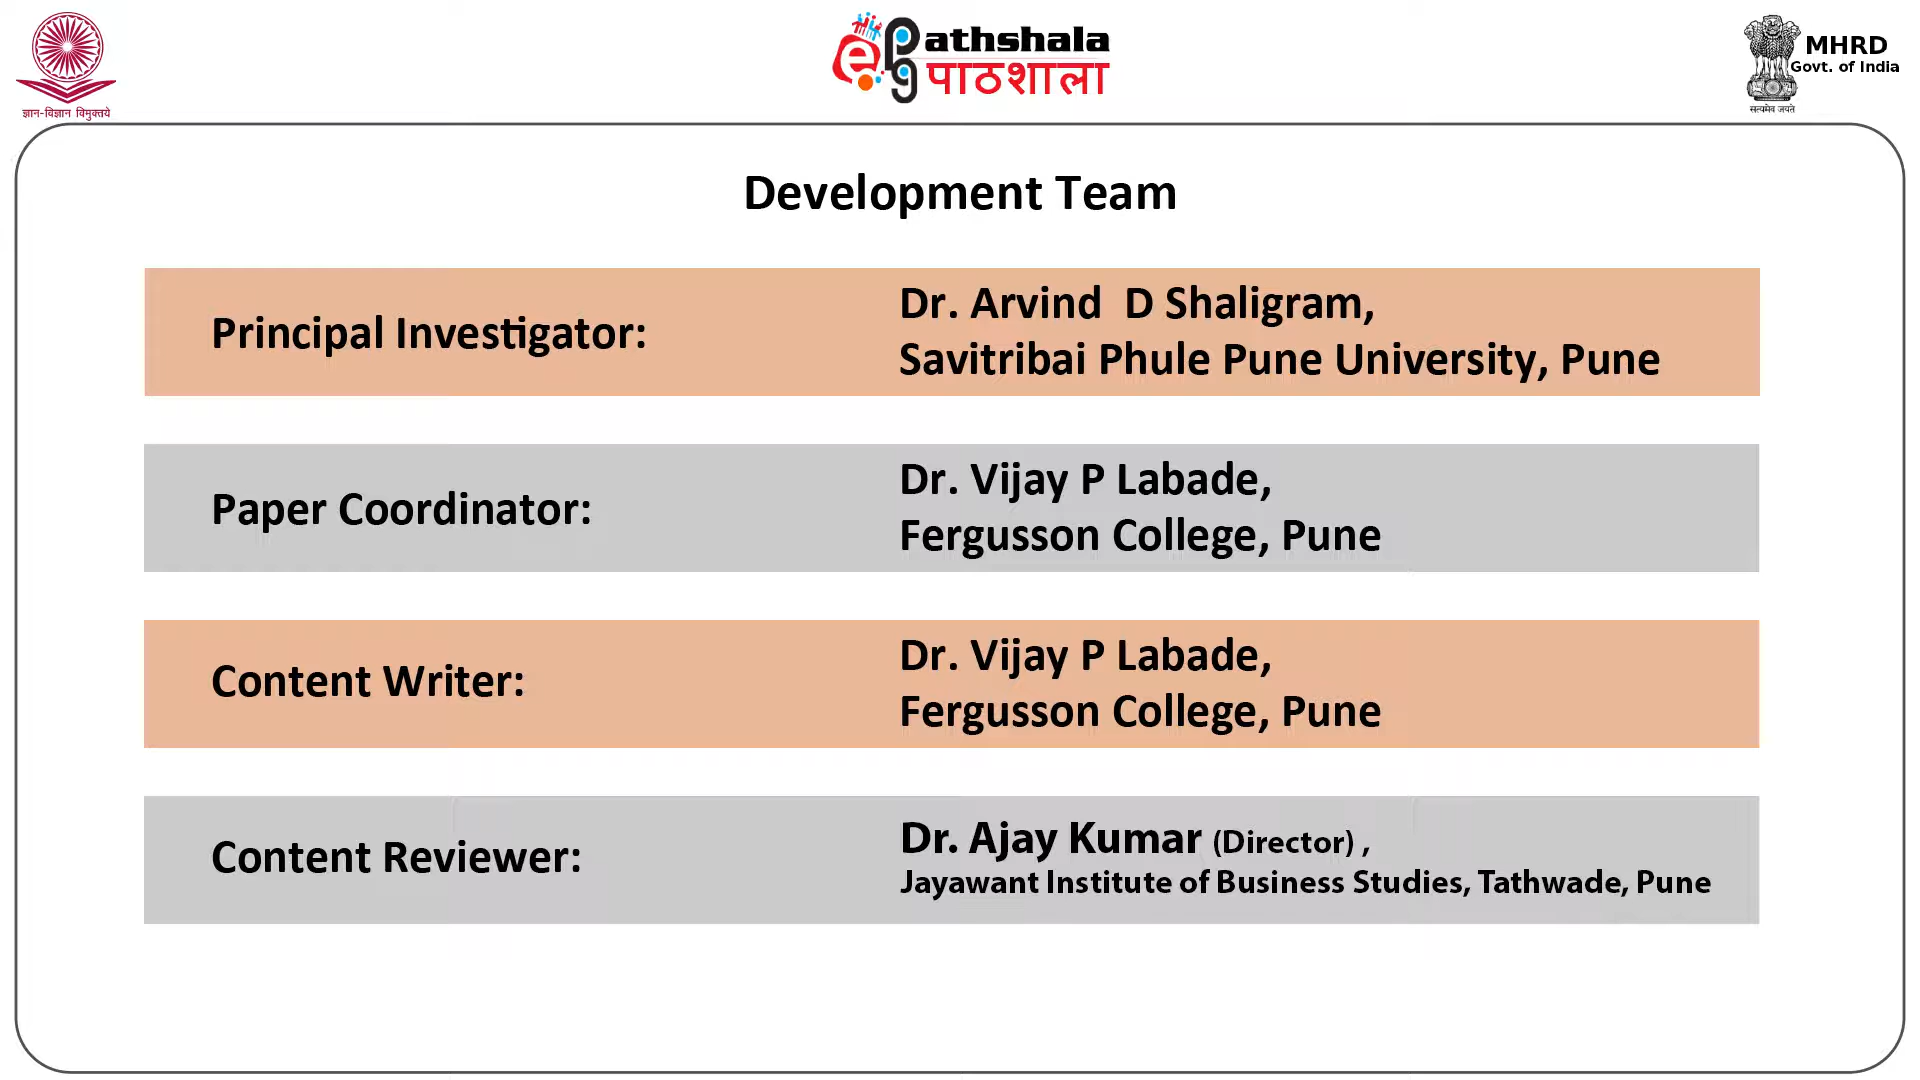 ज्ञान-विज्ञान विमुक्तये
ePathshala
पाठशाला
MHRD
Govt. of India
सत्यमेव जयते
Development Team
Principal Investigator:
Dr. Arvind D Shaligram,
Savitribai Phule Pune University, Pune
Paper Coordinator:
Dr. Vijay P Labade,
Fergusson College, Pune
Content Writer:
Dr. Vijay P Labade,
Fergusson College, Pune
Content Reviewer:
Dr. Ajay Kumar (Director) ,
Jayawant Institute of Business Studies, Tathwade, Pune